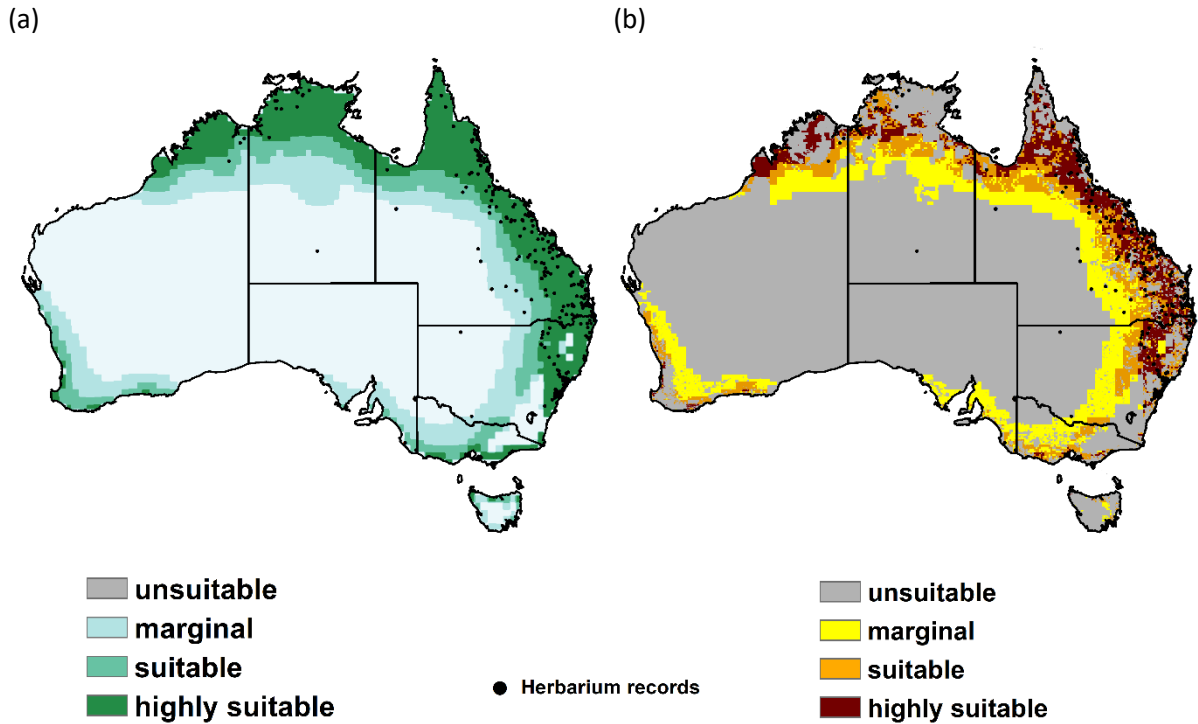 (a)
(b)
unsuitable
marginal
suitable
highly suitable
Herbarium records
unsuitable
marginal
suitable
highly suitable